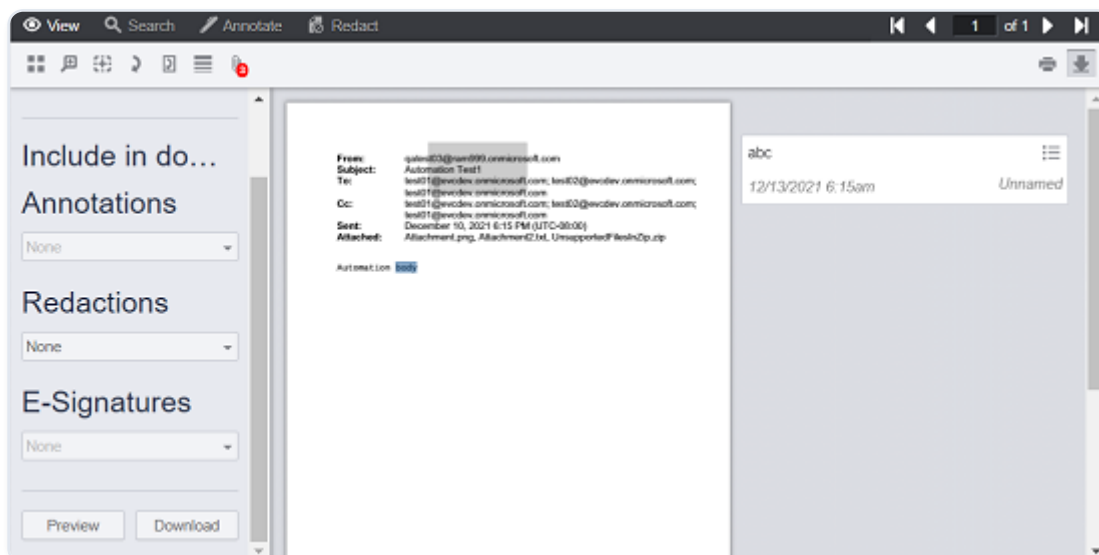 View Search Annotate Redact 1 of 1
3
Include in do...
Annotations
None
Redactions
None
E-Signatures
None
Preview Download
From: qatest03@nam999.onmicrosoft.com
Subject: Automation Test1
To: test01@evcdev.onmicrosoft.com; test02@evcdev.onmicrosoft.com;
test01@evcdev.onmicrosoft.com
Cc: test01@evcdev.onmicrosoft.com; test02@evcdev.onmicrosoft.com;
test01@evcdev.onmicrosoft.com
Sent: December 10, 2021 6:15 PM (UTC-08:00)
Attached: Attachment.png, Attachment2.txt, UnsupportedFilesInZip.zip
Automation body
abc
12/13/2021 6:15am Unnamed